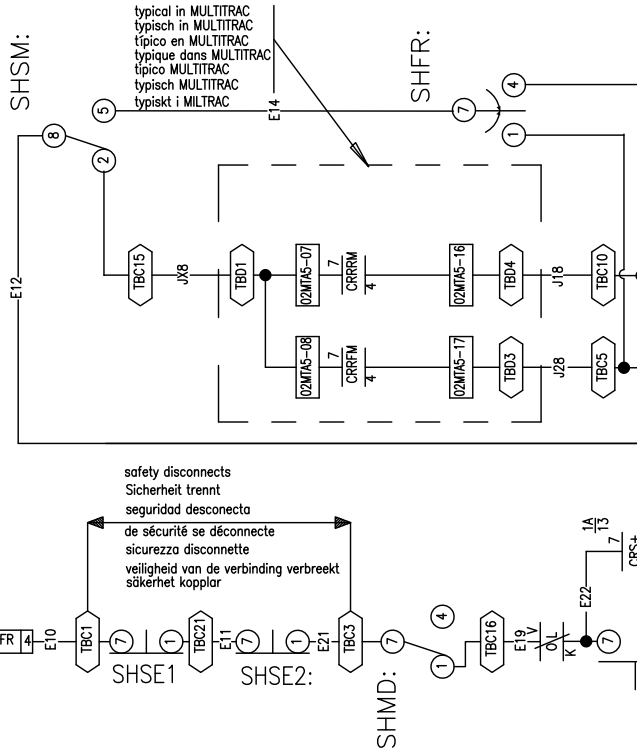 typical in MULTITRAC
typisch in MULTITRAC
típico en MULTITRAC
typique dans MULTITRAC
tipico MULTITRAC
typisch MULTITRAC
typiskt i MILTRAC
SHSM:
SHFR:
5
8
2
E14
7
4
1
E12
TBC15
JX8
TBD1
02MTA5-07
7
CRRRM
4
02MTA5-16
TBD4
J18
TBC10
02MTA5-08
7
CRRFM
4
02MTA5-17
TBD3
J28
TBC5
safety disconnects
Sicherheit trennt
seguridad desconecta
de sécurité se déconnecte
sicurezza disconnette
veiligheid van de verbinding verbreekt
säkerhet kopplar
FR 4
E10
TBC1
7
1
TBC21
E11
7
1
E21
TBC3
7
SHSE1
SHSE2:
SHMD:
4
1
TBC16
E19
V
OL
K
7
E22
1A
13
7
CRS+